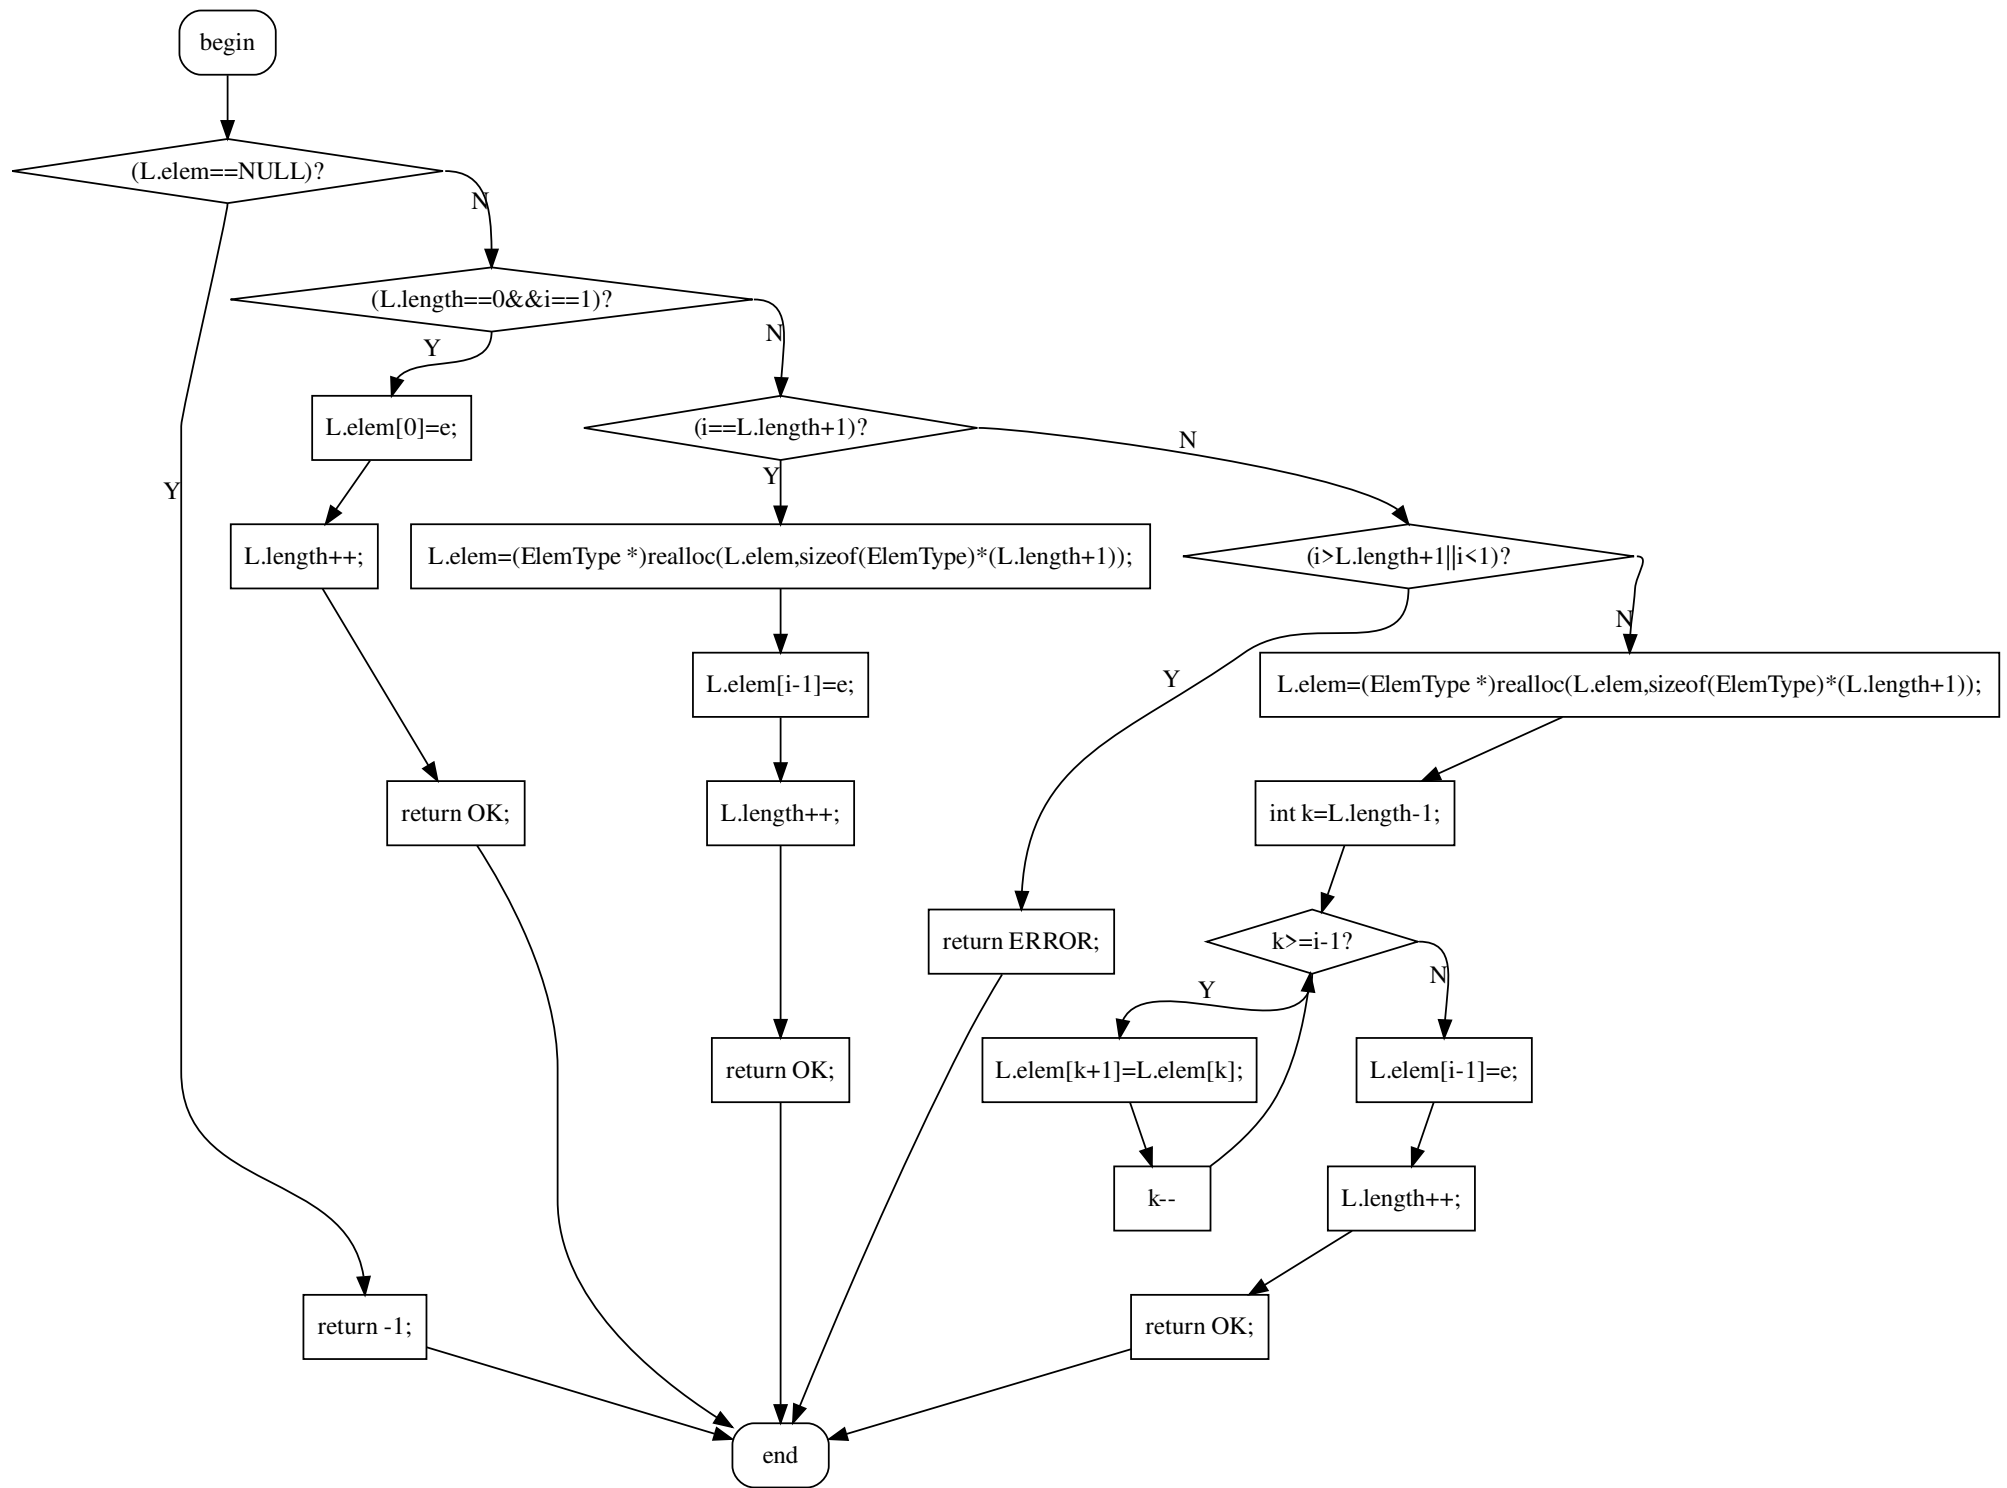 begin
(L.elem==NULL)?
N
(L.length==0&&i==1)?
Y
N
L.elem[0]=e;
(i==L.length+1)?
N
Y
Y
L.length++;
L.elem=(ElemType *)realloc(L.elem,sizeof(ElemType)*(L.length+1));
(i>L.length+1||i<1)?
N
Y
L.elem[i-1]=e;
L.elem=(ElemType *)realloc(L.elem,sizeof(ElemType)*(L.length+1));
return OK;
L.length++;
int k=L.length-1;
return ERROR;
k>=i-1?
Y
N
return OK;
L.elem[k+1]=L.elem[k];
L.elem[i-1]=e;
k--
L.length++;
return -1;
return OK;
end